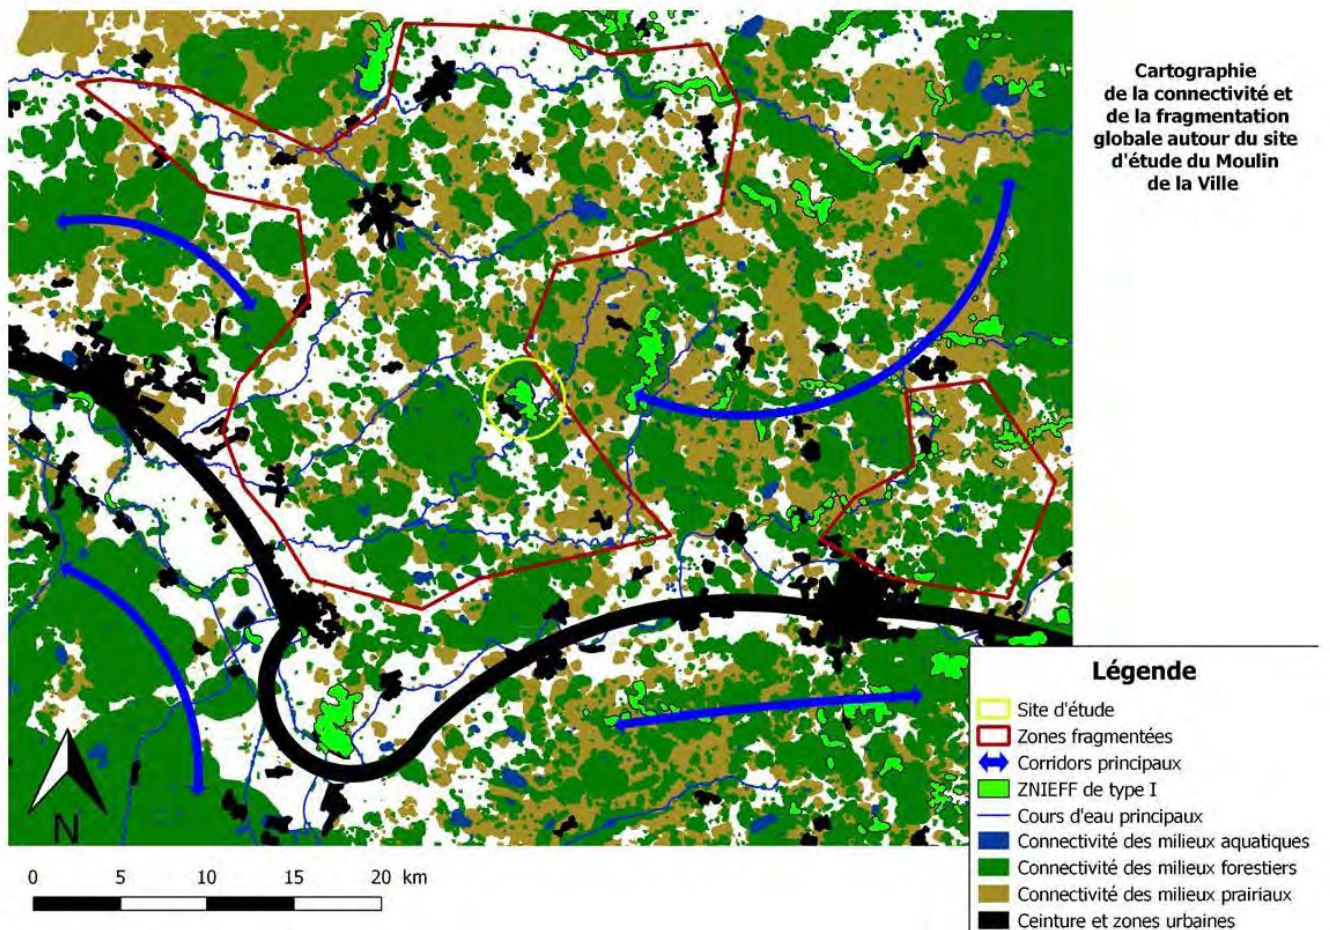 Cartographie
de la connectivité et
de la fragmentation
globale autour du site
d'étude du Moulin
de la Ville
Légende
Site d'étude
Zones fragmentées
Corridors principaux
ZNIEFF de type I
Cours d'eau principaux
Connectivité des milieux aquatiques
Connectivité des milieux forestiers
Connectivité des milieux prairiaux
Ceinture et zones urbaines
N
0 5 10 15 20 km